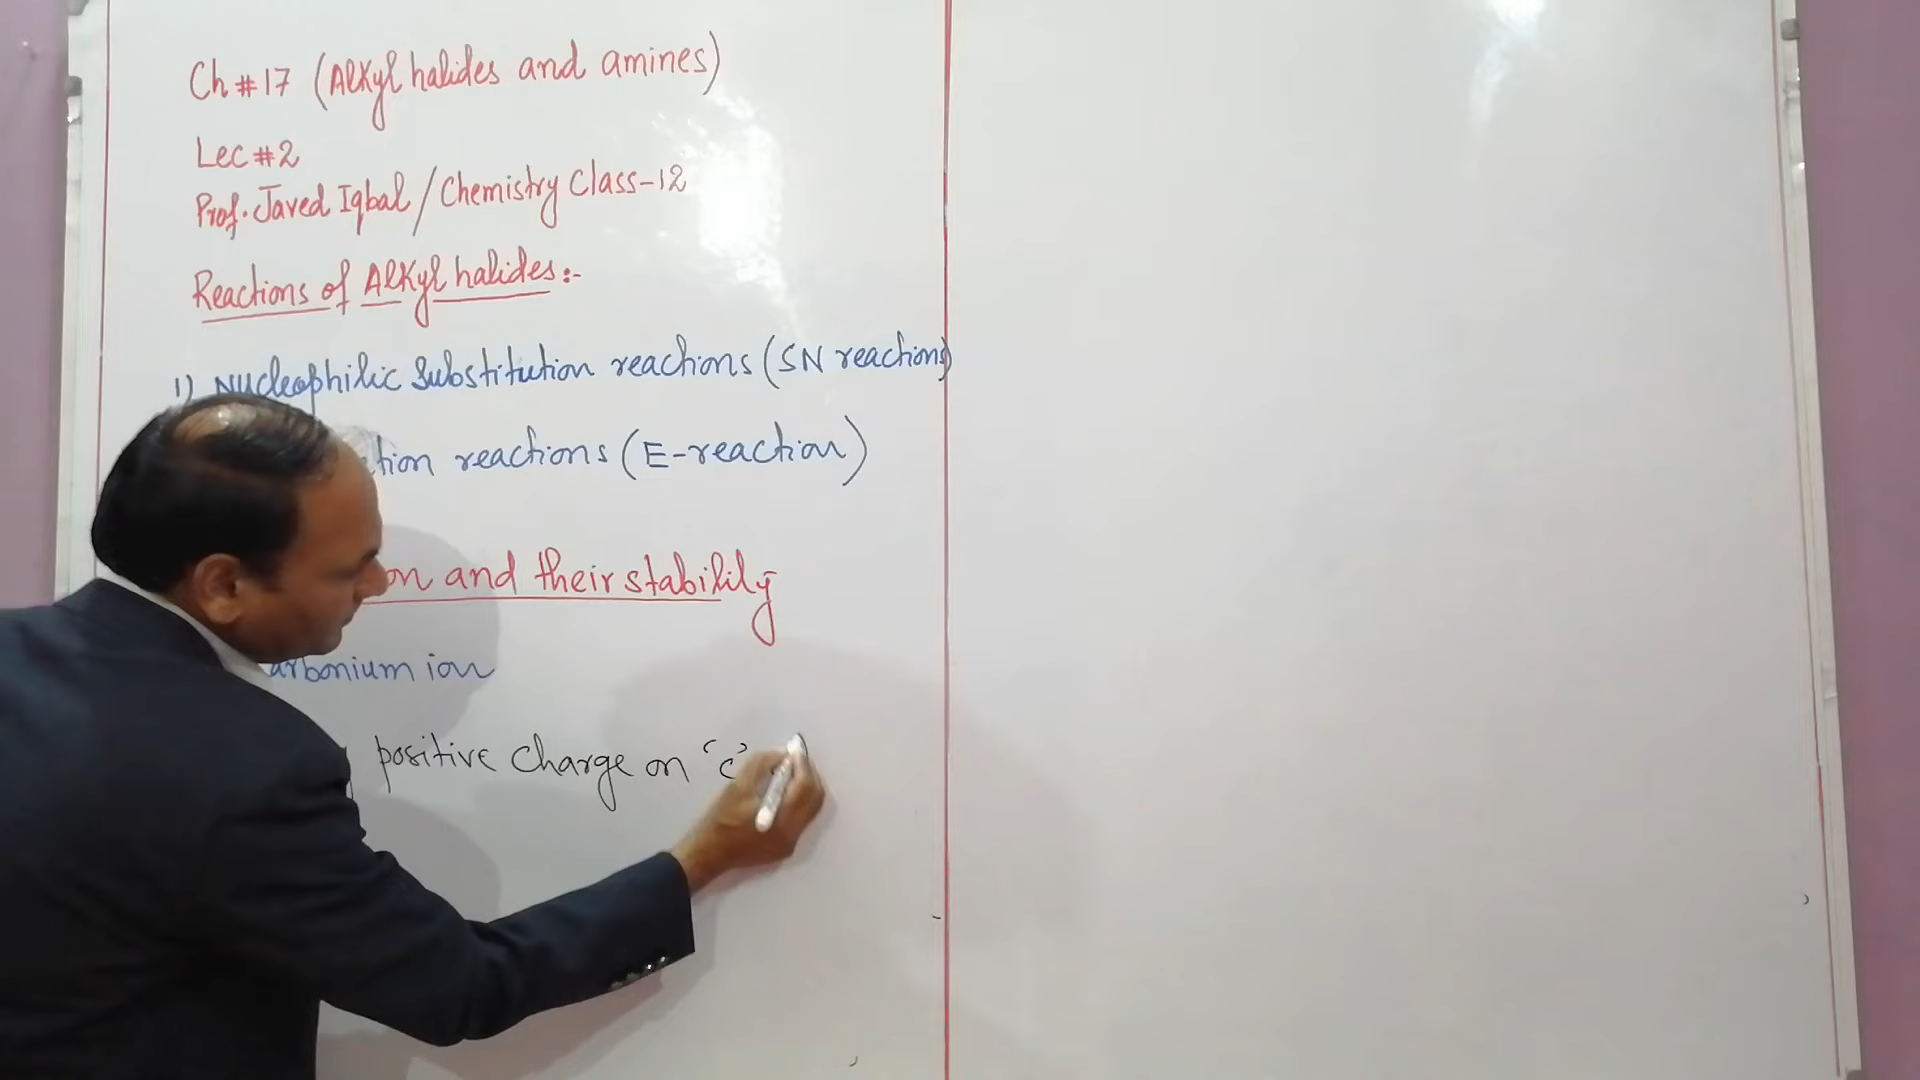 Ch # 17 (Alkyl halides and amines)
Lec # 2
Prof. Javed Iqbal / Chemistry Class-12
Reactions of Alkyl halides:-
1) Nucleophilic Substitution reactions (SN reactions)
tion reactions (E-reaction)
on and their stability
arbonium ion
positive charge on 'c'